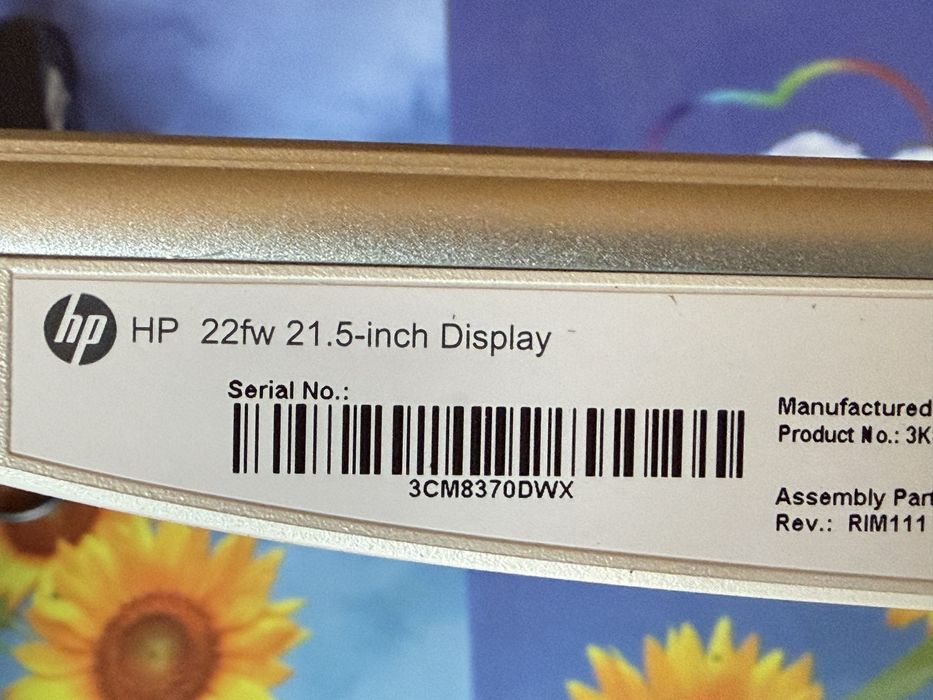 hp HP 22fw 21.5-inch Display
Serial No.:
3CM8370DWX
Manufactured
Product No.: 3K
Assembly Part
Rev.: RIM111